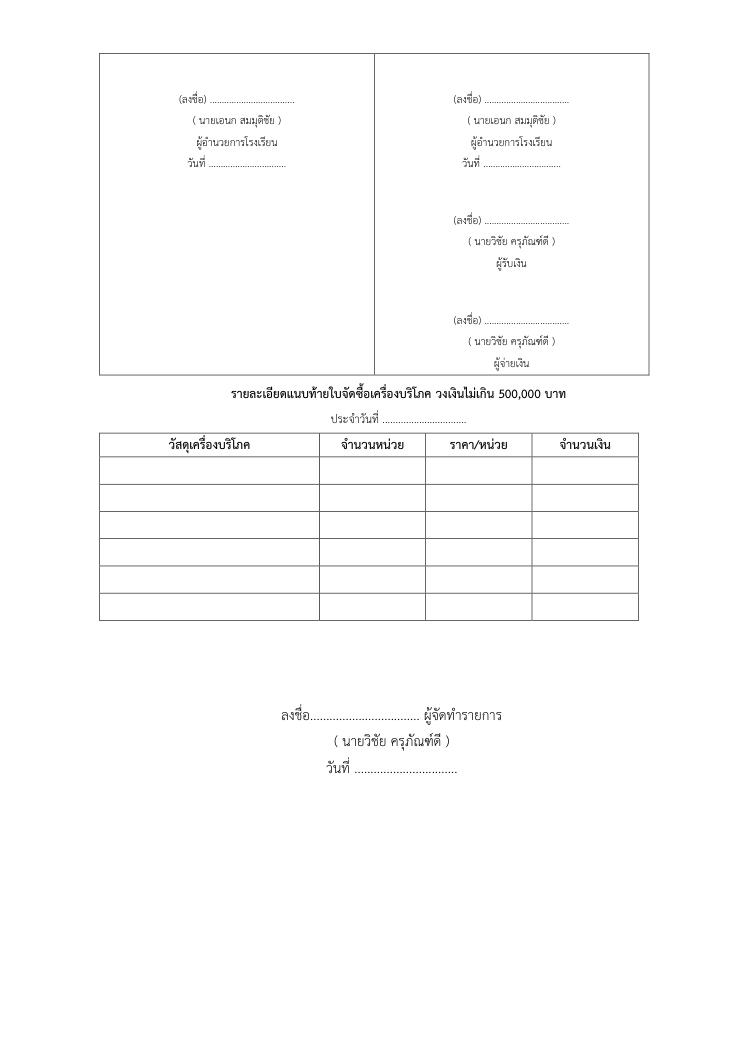 (ลงชื่อ) ..................................
( นายเอนก สมมุติชัย )
ผู้อำนวยการโรงเรียน
วันที่ ...............................
(ลงชื่อ) ..................................
( นายเอนก สมมุติชัย )
ผู้อำนวยการโรงเรียน
วันที่ ...............................
(ลงชื่อ) ..................................
( นายวิชัย ครุภัณฑ์ดี )
ผู้รับเงิน
(ลงชื่อ) ..................................
( นายวิชัย ครุภัณฑ์ดี )
ผู้จ่ายเงิน
รายละเอียดแนบท้ายใบจัดซื้อเครื่องบริโภค วงเงินไม่เกิน 500,000 บาท
ประจำวันที่ ...............................
วัสดุเครื่องบริโภค จำนวนหน่วย ราคา/หน่วย จำนวนเงิน
ลงชื่อ.................................. ผู้จัดทำรายการ
( นายวิชัย ครุภัณฑ์ดี )
วันที่ ................................